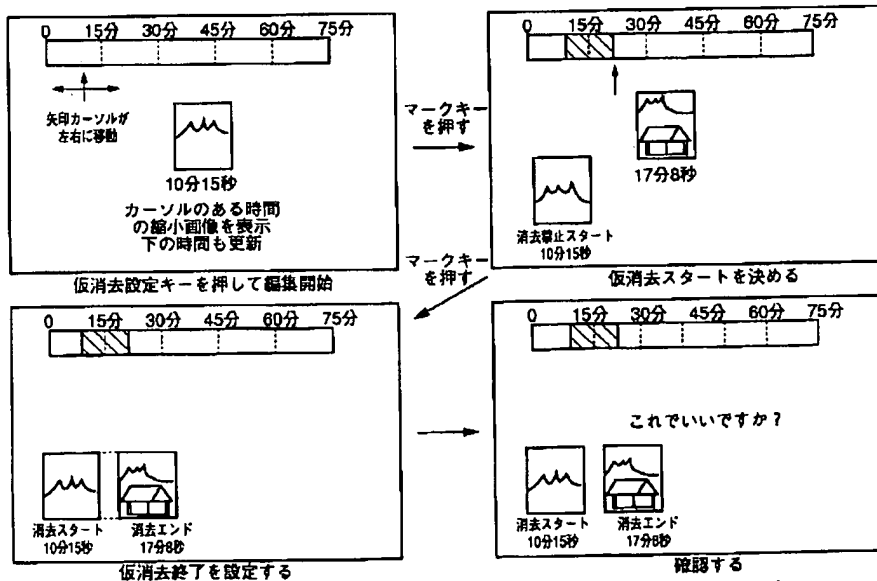 0 15分 30分 45分 60分 75分
矢印カーソルが
左右に移動
10分15秒
カーソルのある時間
の縮小画像を表示
下の時間も更新
仮消去設定キーを押して編集開始
マークキー
を押す
0 15分 30分 45分 60分 75分
17分8秒
消去禁止スタート
10分15秒
仮消去スタートを決める
マークキー
を押す
0 15分 30分 45分 60分 75分
消去スタート 消去エンド
10分15秒 17分8秒
仮消去終了を設定する
0 15分 30分 45分 60分 75分
これでいいですか？
消去スタート 消去エンド
10分15秒 17分8秒
確認する